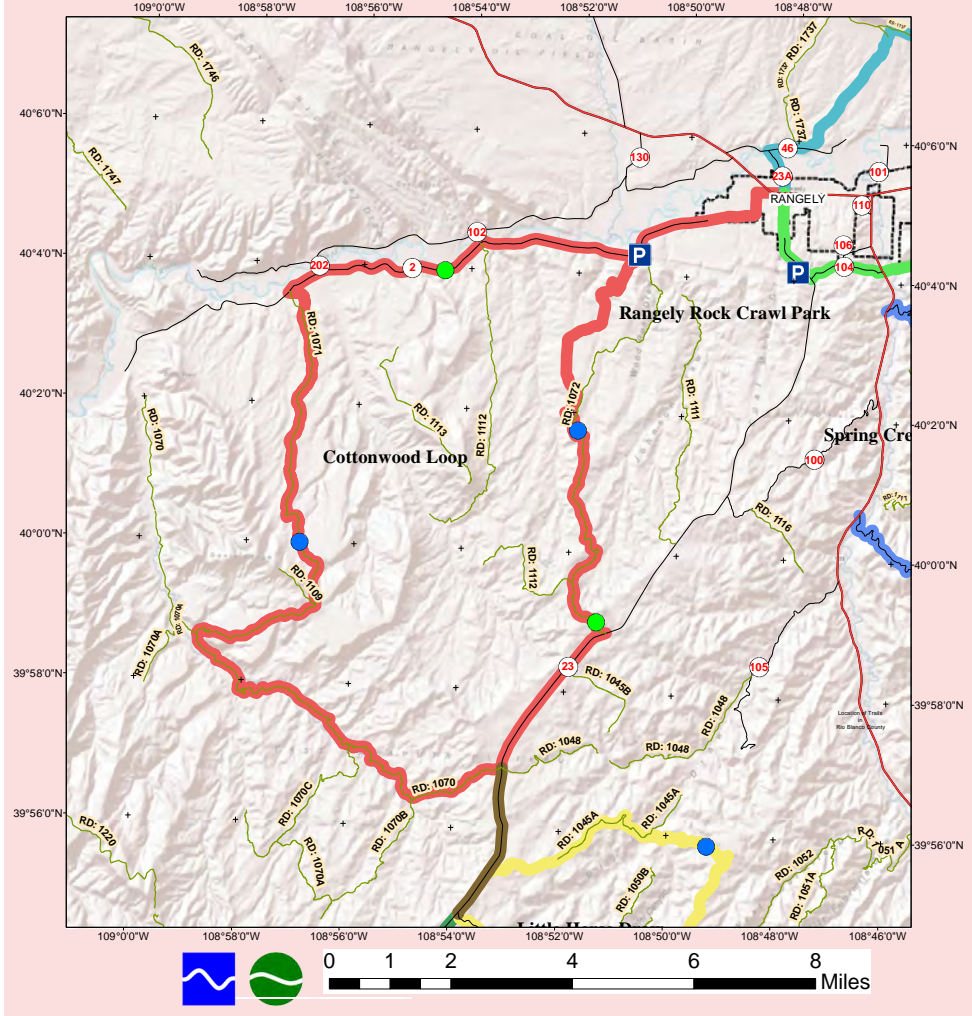 108°58'0"W
108°56'0"W
108°54'0"W
108°52'0"W
108°50'0"W
108°48'0"W
RD: 1746
RD: 1737
RD: 1737
40°6'0"N
40°6'0"N
46
130
23A
101
RD: 1747
RANGELY
110
102
106
40°4'0"N
P
104
202
2
P
40°4'0"N
Rangely Rock Crawl Park
RD: 1071
40°2'0"N
RD: 1072
RD: 1111
RD: 1113
RD: 1112
RD: 1070
40°2'0"N
Spring Cre
Cottonwood Loop
100
RD: 1116
40°0'0"N
40°0'0"N
RD: 1112
RD: 1109
RD: 1070A
RD: 1070A
39°58'0"N
23
105
RD: 1045B
39°58'0"N
RD: 1048
Location of Trails
in
Rio Blanco County
RD: 1048
RD: 1048
RD: 1070
RD: 1070C
RD: 1045A
39°56'0"N
RD: 1220
RD: 1070B
RD: 1045A
39°56'0"N
RD: 1052
RD: 1051 A
RD: 1070A
RD: 1050B
RD: 1051A
109°0'0"W
108°58'0"W
108°56'0"W
108°54'0"W
108°52'0"W
108°50'0"W
108°48'0"W
108°46'0"W
0 1 2 4 6 8
Miles